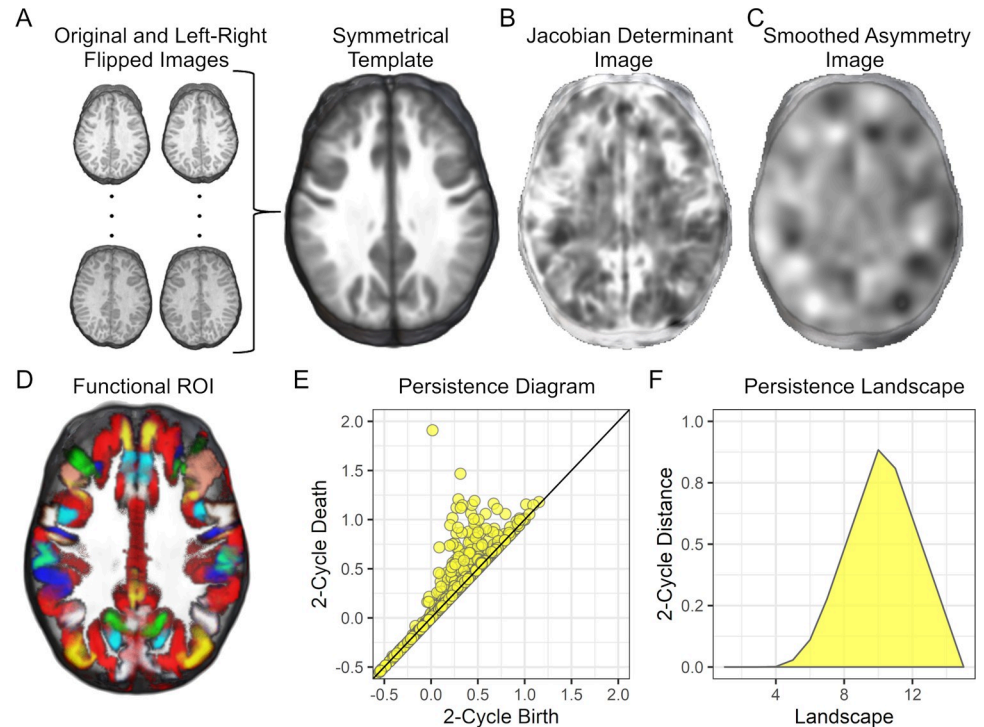 A
Original and Left-Right
Flipped Images
Symmetrical
Template
B
Jacobian Determinant
Image
C
Smoothed Asymmetry
Image
D
Functional ROI
E
Persistence Diagram
2-Cycle Death
2.0
1.5
1.0
0.5
0.0
-0.5
-0.5 0.0 0.5 1.0 1.5 2.0
2-Cycle Birth
F
Persistence Landscape
2-Cycle Distance
1.0
0.8
0.5
0.2
0.0
4 8 12
Landscape